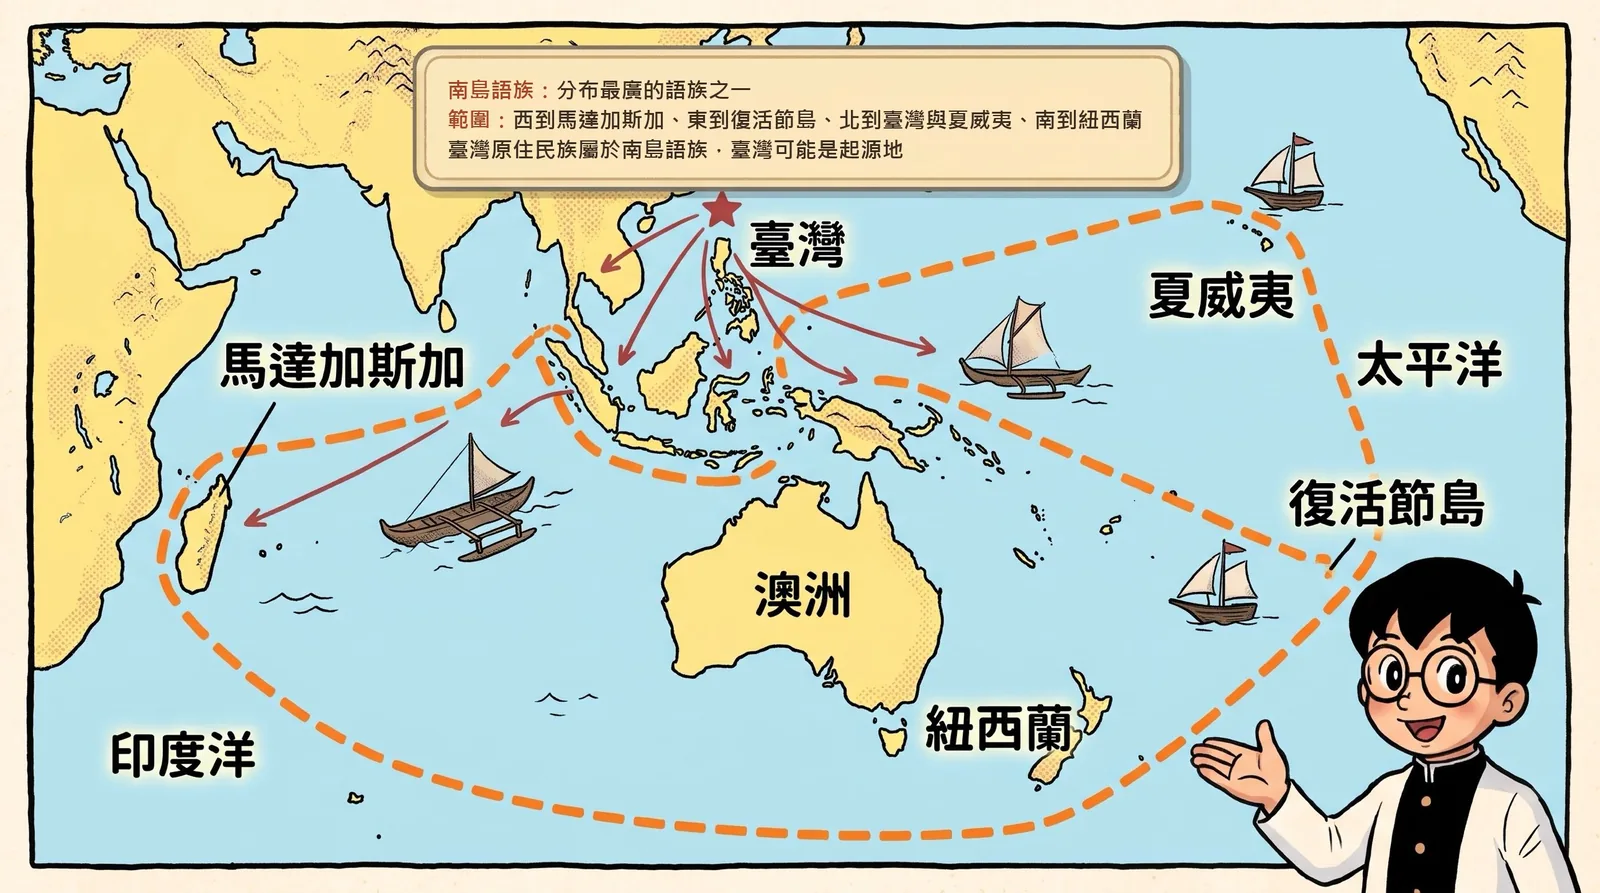 南島語族：分布最廣的語族之一
範圍：西到馬達加斯加、東到復活節島、北到臺灣與夏威夷、南到紐西蘭
臺灣原住民族屬於南島語族，臺灣可能是起源地
臺灣
夏威夷
馬達加斯加
太平洋
復活節島
澳洲
紐西蘭
印度洋